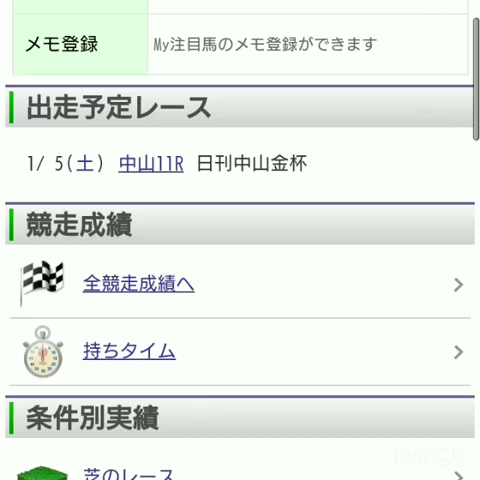 メモ登録
My注目馬のメモ登録ができます
出走予定レース
1/ 5(土) 中山11R 日刊中山金杯
競走成績
全競走成績へ
持ちタイム
条件別実績
芝のレース